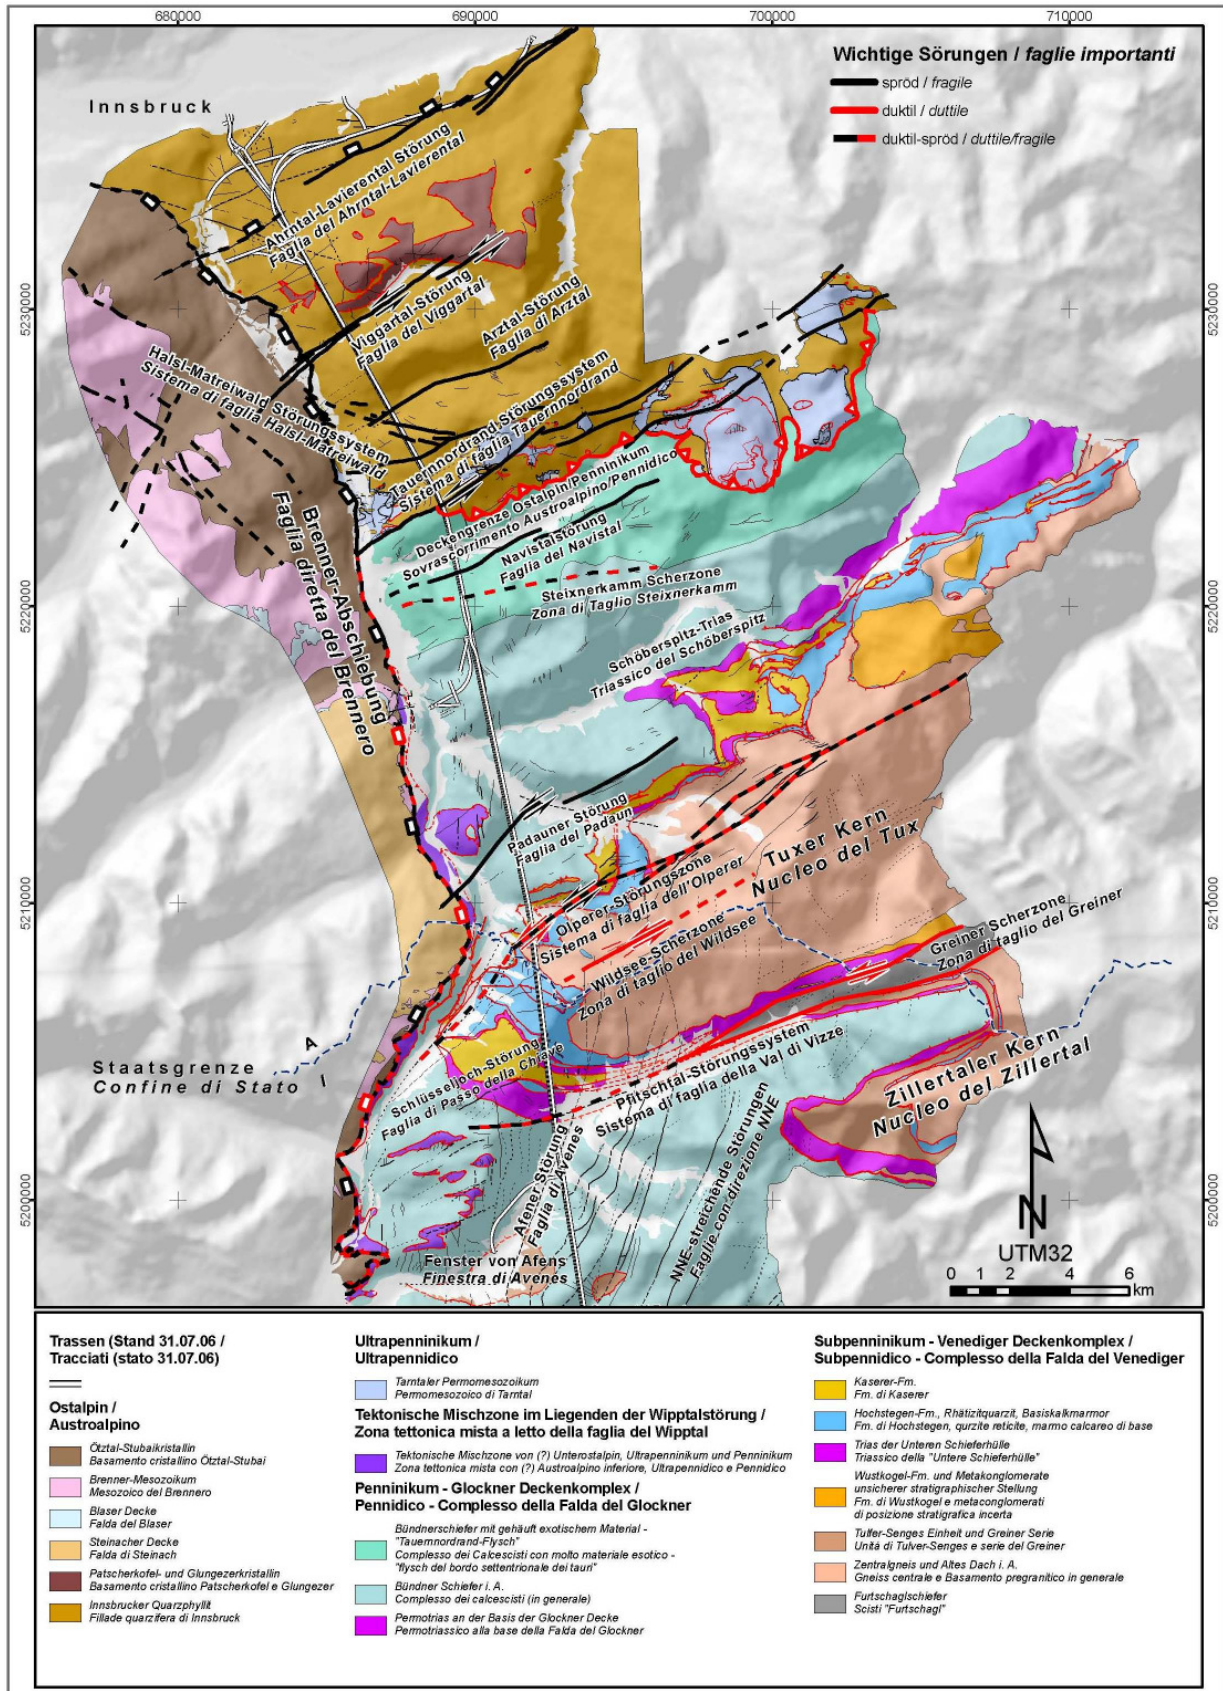 680000
690000
700000
710000
Wichtige Sörungen / faglie importanti
spröd / fragile
duktil / duttile
duktil-spröd / duttile/fragile
Innsbruck
Ahrntal-Lavierental Störung
Faglia del Ahrntal-Lavierental
5230000
5230000
Viggartal-Störung
Faglia del Viggartal
Arztal-Störung
Faglia di Arztal
Halsl-Matreiwald Störungssystem
Sistema di faglia Halsl-Matreiwald
Tauernnordrand-Störungssystem
Sistema di faglia Tauernnordrand
Deckengrenze Ostalpin/Penninikum
Sovrascorrimento Austroalpino/Pennidico
Navistalstörung
Faglia del Navistal
Brenner-Abschiebung
Faglia diretta del Brennero
Steixnerkamm Scherzone
Zona di Taglio Steixnerkamm
5220000
5220000
Schöberspitz-Trias
Triassico del Schöberspitz
Padauner Störung
Faglia del Padaun
Tuxer Kern
Nucleo del Tux
5210000
5210000
Olperer-Störungszone
Sistema di faglia dell'Olperer
Wildsee-Scherzone
Zona di taglio del Wildsee
Greiner Scherzone
Zona di taglio del Greiner
A
I
Staatsgrenze
Confine di Stato
Schlüsseljoch-Störung
Faglia di Passo della Chiave
Pfitschtal-Störungssystem
Sistema di faglia della Val di Vizze
Zillertaler Kern
Nucleo del Zillertal
Afener Störung
Faglia di Avenes
NNE-streichende Störungen
Faglie con direzione NNE
5200000
5200000
Fenster von Afens
Finestra di Avenes
N
UTM32
0 1 2 4 6
km
Trassen (Stand 31.07.06 /
Tracciati (stato 31.07.06)
Ostalpin /
Austroalpino
Ötztal-Stubaikristallin
Basamento cristallino Ötztal-Stubai
Brenner-Mesozoikum
Mesozoico del Brennero
Blaser Decke
Falda del Blaser
Steinacher Decke
Falda di Steinach
Patscherkofel- und Glungezerkristallin
Basamento cristallino Patscherkofel e Glungezer
Innsbrucker Quarzphyllit
Fillade quarzifera di Innsbruck
Ultrapenninikum /
Ultrapennidico
Tarntaler Permomesozoikum
Permomesozoico di Tarntal
Tektonische Mischzone im Liegenden der Wipptalstörung /
Zona tettonica mista a letto della faglia del Wipptal
Tektonische Mischzone von (?) Unterostalpin, Ultrapenninikum und Penninikum
Zona tettonica mista con (?) Austroalpino inferiore, Ultrapennidico e Pennidico
Penninikum - Glockner Deckenkomplex /
Pennidico - Complesso della Falda del Glockner
Bündnerschiefer mit gehäuft exotischem Material -
"Tauernnordrand-Flysch"
Complesso dei Calcescisti con molto materiale esotico -
"flysch del bordo settentrionale dei tauri"
Bündner Schiefer i. A.
Complesso dei calcescisti (in generale)
Permotrias an der Basis der Glockner Decke
Permotriassico alla base della Falda del Glockner
Subpenninikum - Venediger Deckenkomplex /
Subpennidico - Complesso della Falda del Venediger
Kaserer-Fm.
Fm. di Kaserer
Hochstegen-Fm., Rhätizitquarzit, Basiskalkmarmor
Fm. di Hochstegen, qurzite reticite, marmo calcareo di base
Trias der Unteren Schieferhülle
Triassico della "Untere Schieferhülle"
Wustkogel-Fm. und Metakonglomerate
unsicherer stratigraphischer Stellung
Fm. di Wustkogel e metaconglomerati
di posizione stratigrafica incerta
Tulfer-Senges Einheit und Greiner Serie
Unità di Tulver-Senges e serie del Greiner
Zentralgneis und Altes Dach i. A.
Gneiss centrale e Basamento pregranitico in generale
Furtschaglschiefer
Scisti "Furtschagl"